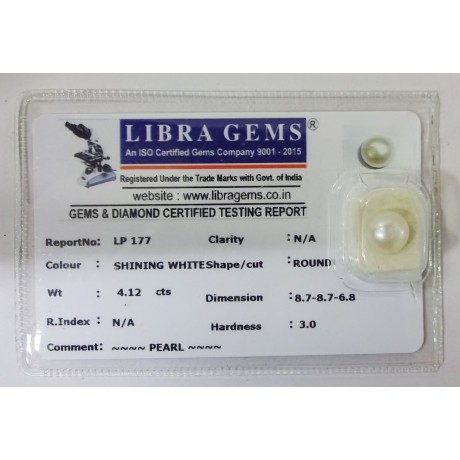 LIBRA GEMS ®
An ISO Certified Gems Company 9001 - 2015
Registered Under the Trade Marks with Govt. of India
website : www.libragems.co.in
GEMS & DIAMOND CERTIFIED TESTING REPORT
ReportNo: LP 177 Clarity : N/A
Colour : SHINING WHITE Shape/cut : ROUND
Wt : 4.12 cts Dimension : 8.7-8.7-6.8
R.Index : N/A Hardness : 3.0
Comment: ~~~~ PEARL ~~~~